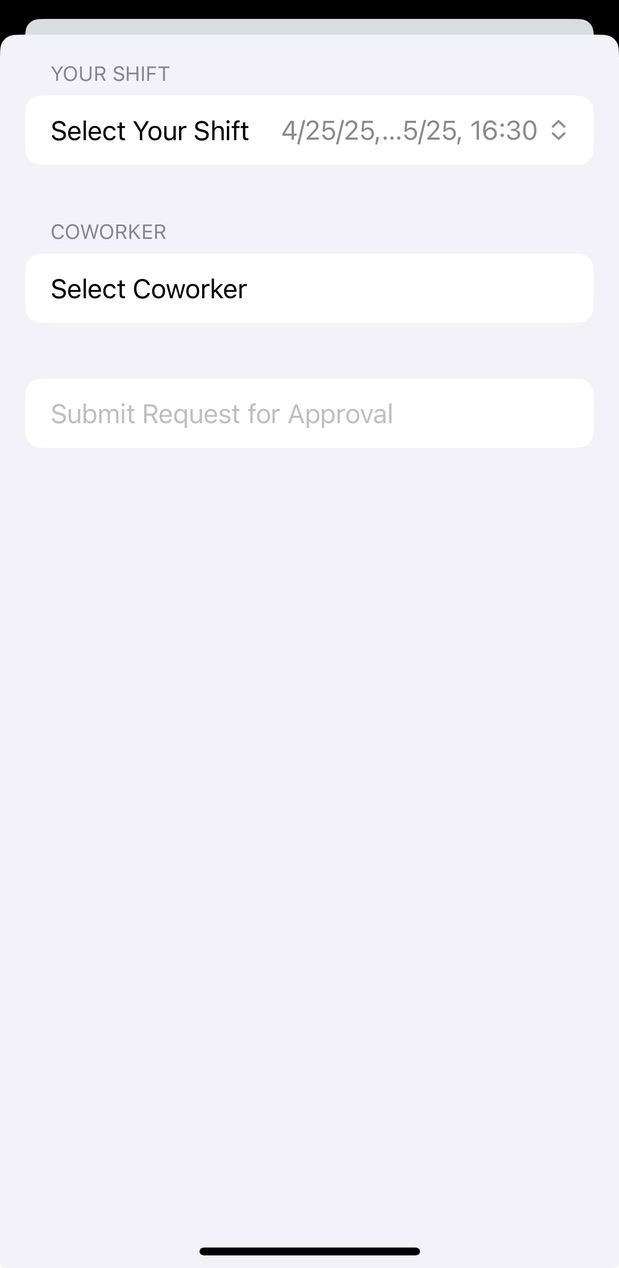 YOUR SHIFT
Select Your Shift 4/25/25,...5/25, 16:30
COWORKER
Select Coworker
Submit Request for Approval